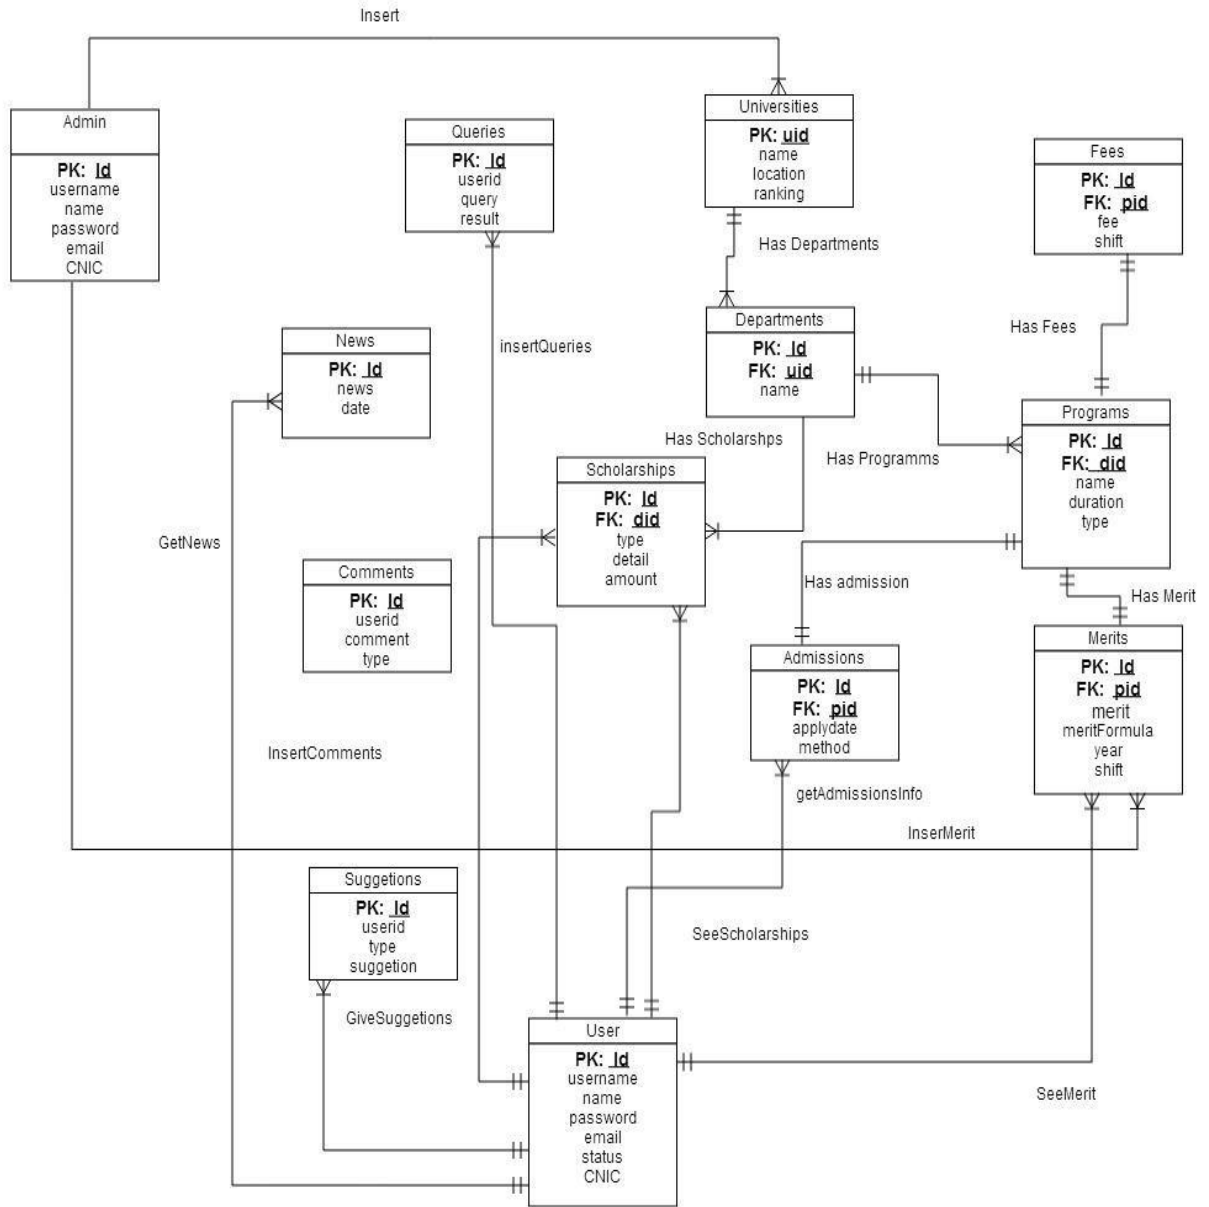 Insert
Admin
PK: Id
username
name
password
email
CNIC
Queries
PK: Id
userid
query
result
Universities
PK: uid
name
location
ranking
Fees
PK: Id
FK: pid
fee
shift
Has Departments
Has Fees
News
PK: Id
news
date
insertQueries
Departments
PK: Id
FK: uid
name
Has Scholarshps
Has Programms
Programs
PK: Id
FK: did
name
duration
type
Scholarships
PK: Id
FK: did
type
detail
amount
GetNews
Comments
PK: Id
userid
comment
type
Has admission
Has Merit
Admissions
PK: Id
FK: pid
applydate
method
Merits
PK: Id
FK: pid
merit
meritFormula
year
shift
InsertComments
getAdmissionsInfo
InserMerit
Suggetions
PK: Id
userid
type
suggetion
SeeScholarships
GiveSuggetions
User
PK: Id
username
name
password
email
status
CNIC
SeeMerit